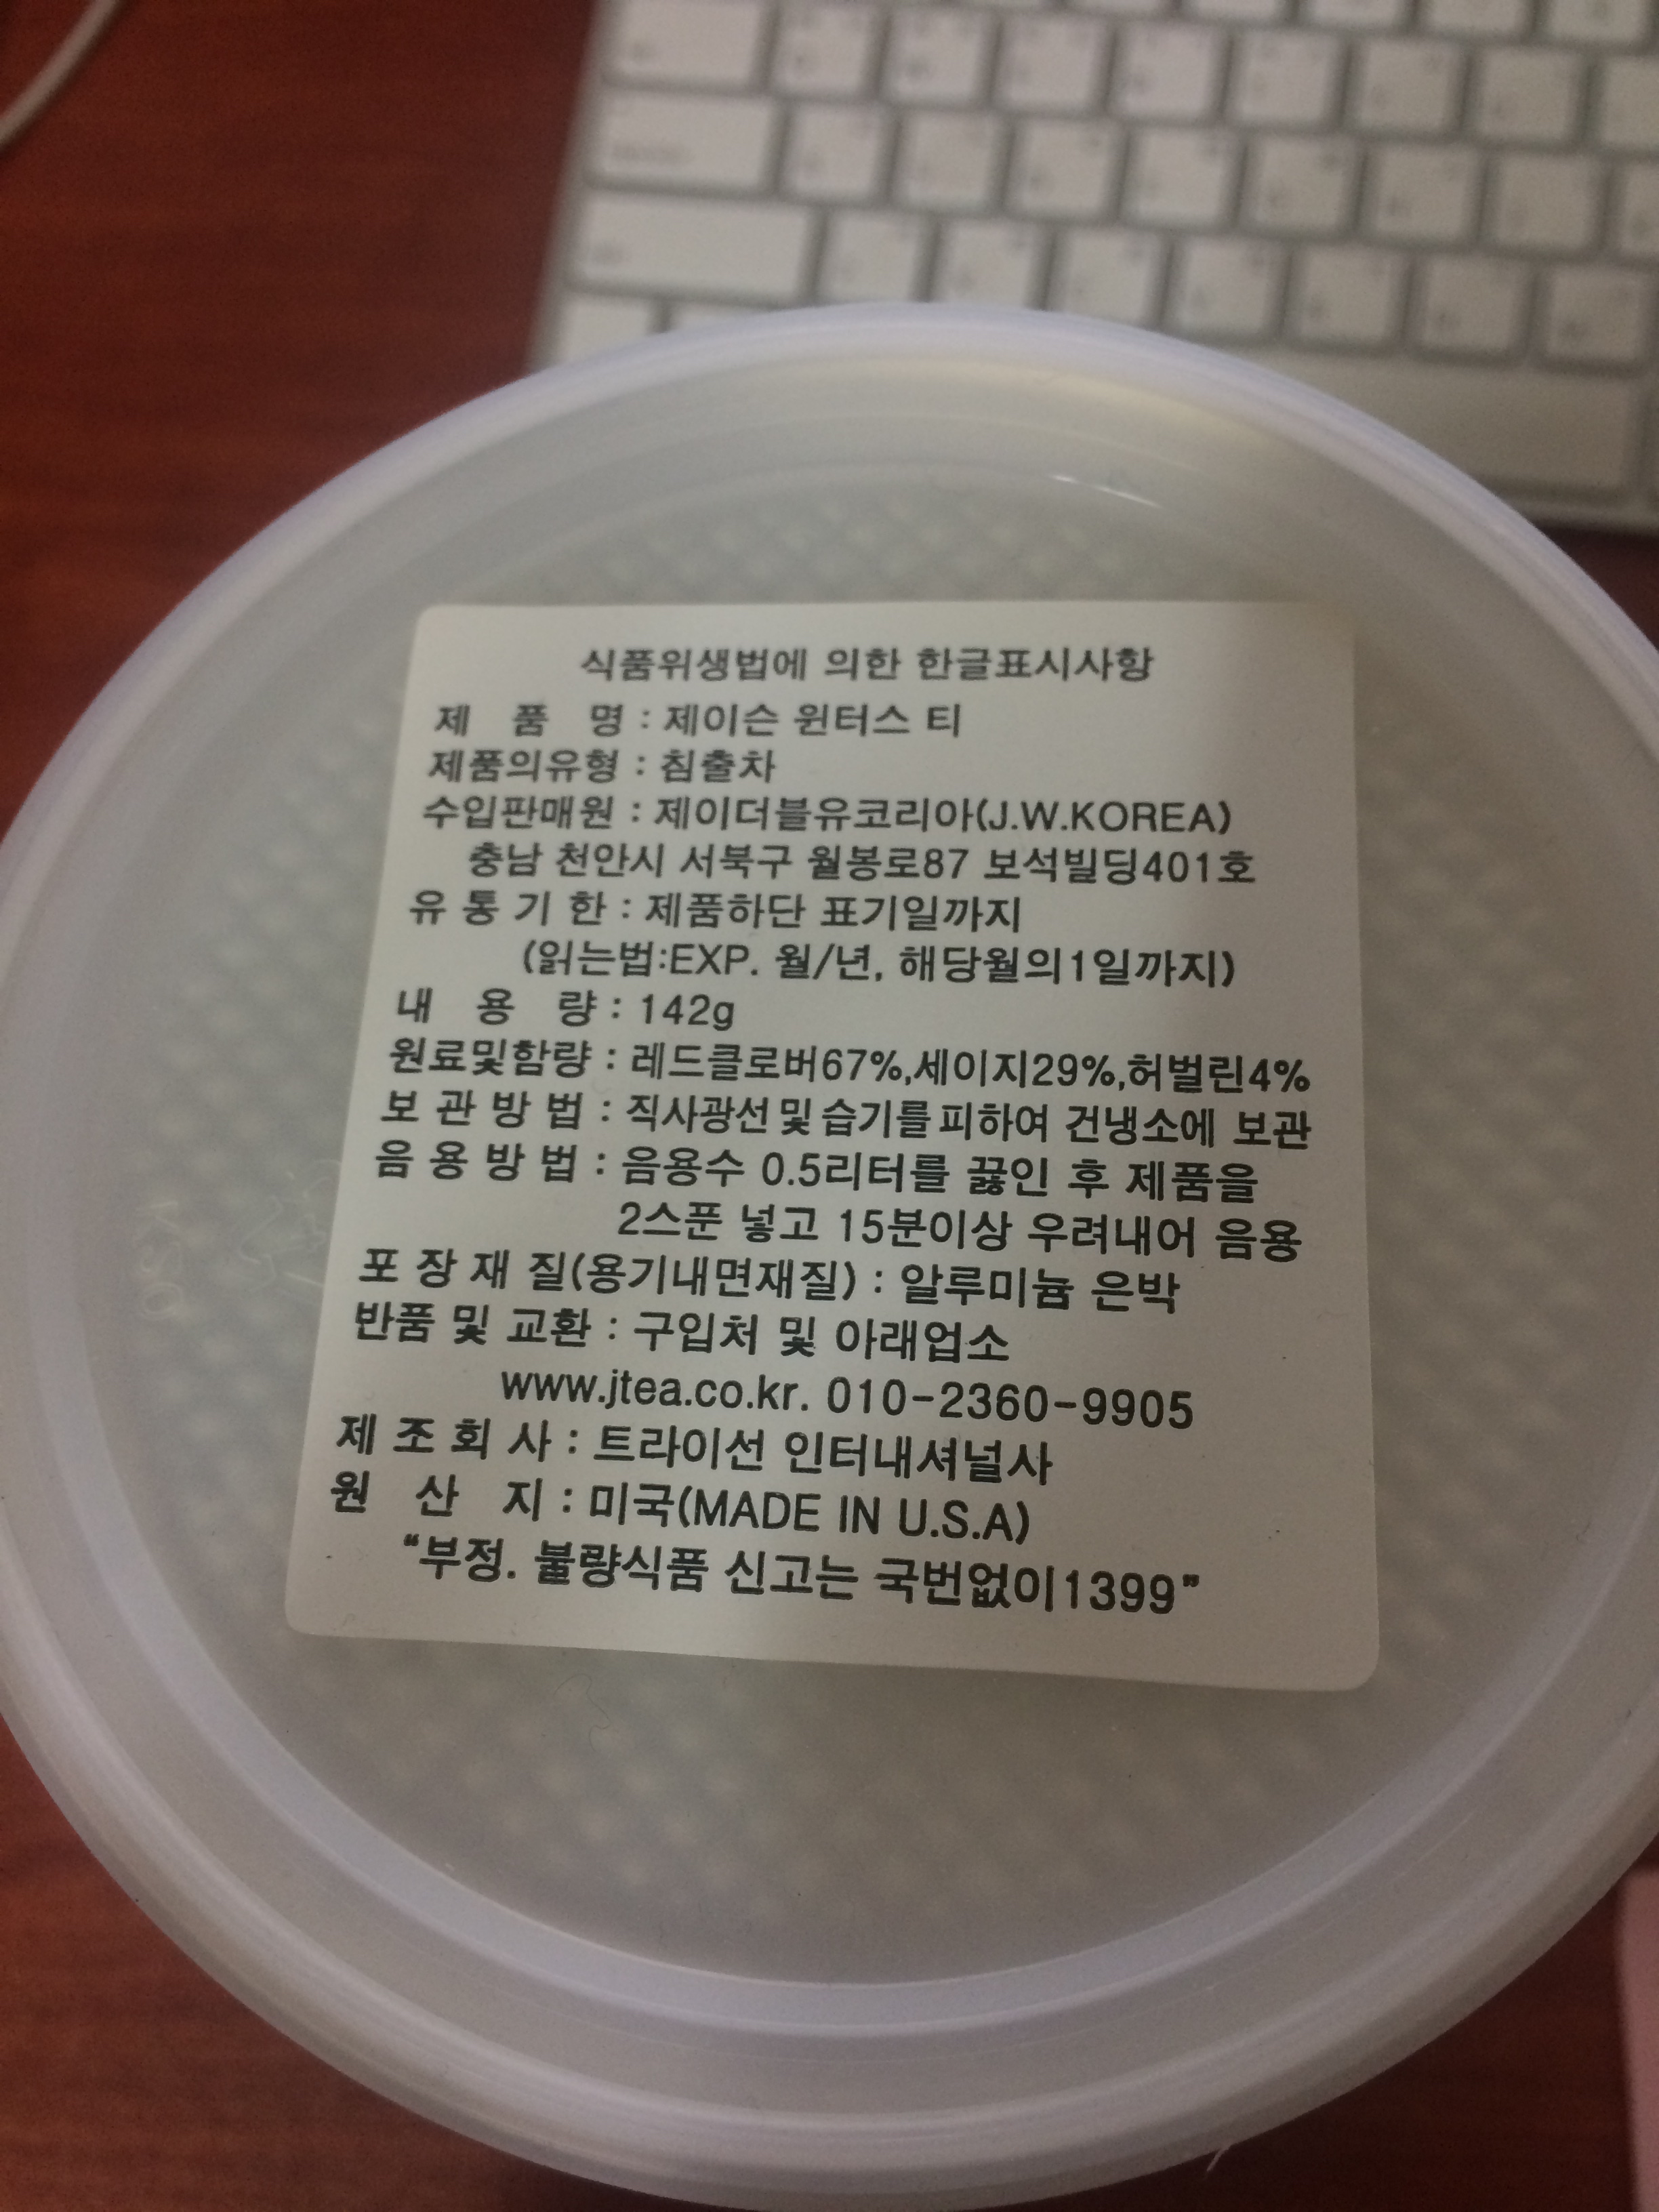 식품위생법에 의한 한글표시사항
제 품 명 : 제이슨 윈터스 티
제품의유형 : 침출차
수입판매원 : 제이더블유코리아(J.W.KOREA)
충남 천안시 서북구 월봉로87 보석빌딩401호
유 통 기 한 : 제품하단 표기일까지
(읽는법:EXP. 월/년, 해당월의1일까지)
내 용 량 : 142g
원료및함량 : 레드클로버67%,세이지29%,허벌린4%
보 관 방 법 : 직사광선 및 습기를 피하여 건냉소에 보관
음 용 방 법 : 음용수 0.5리터를 끓인 후 제품을
2스푼 넣고 15분이상 우려내어 음용
포 장 재 질(용기내면재질) : 알루미늄 은박
반품 및 교환 : 구입처 및 아래업소
www.jtea.co.kr. 010-2360-9905
제 조 회 사 : 트라이선 인터내셔널사
원 산 지 : 미국(MADE IN U.S.A)
“부정. 불량식품 신고는 국번없이1399”